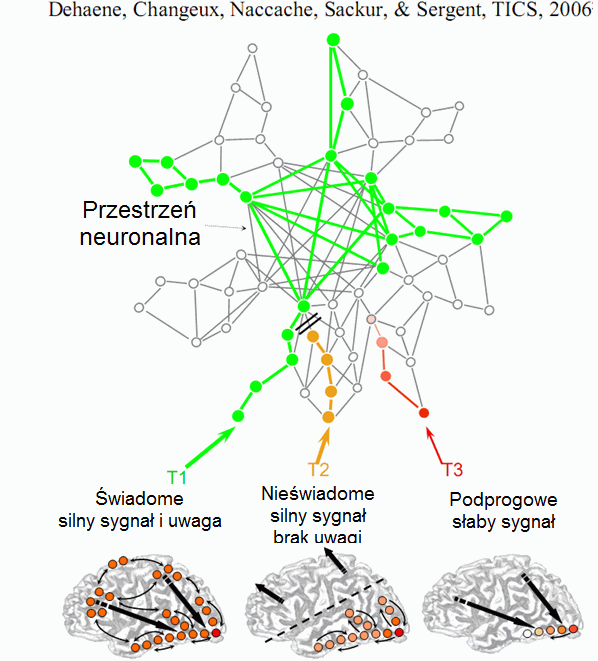 Dehaene, Changeux, Naccache, Sackur, & Sergent, TICS, 2006
Przestrzeń
neuronalna
T1
T2
T3
Świadome
silny sygnał i uwaga
Nieświadome
silny sygnał
brak uwagi
Podprogowe
słaby sygnał